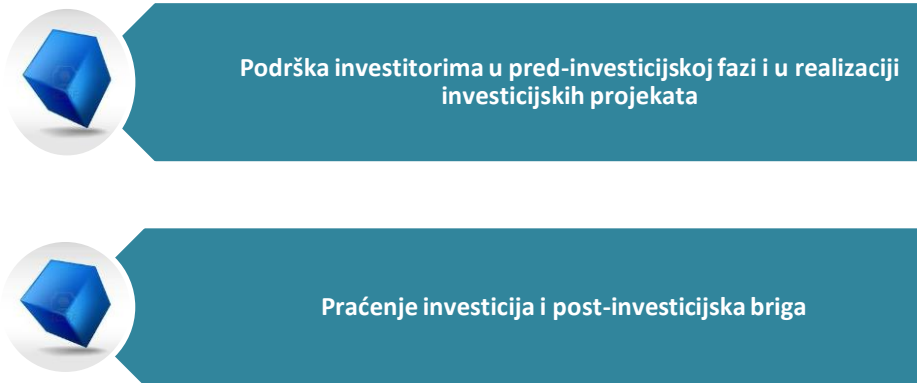 Podrška investitorima u pred-investicijskoj fazi i u realizaciji
investicijskih projekata
Praćenje investicija i post-investicijska briga